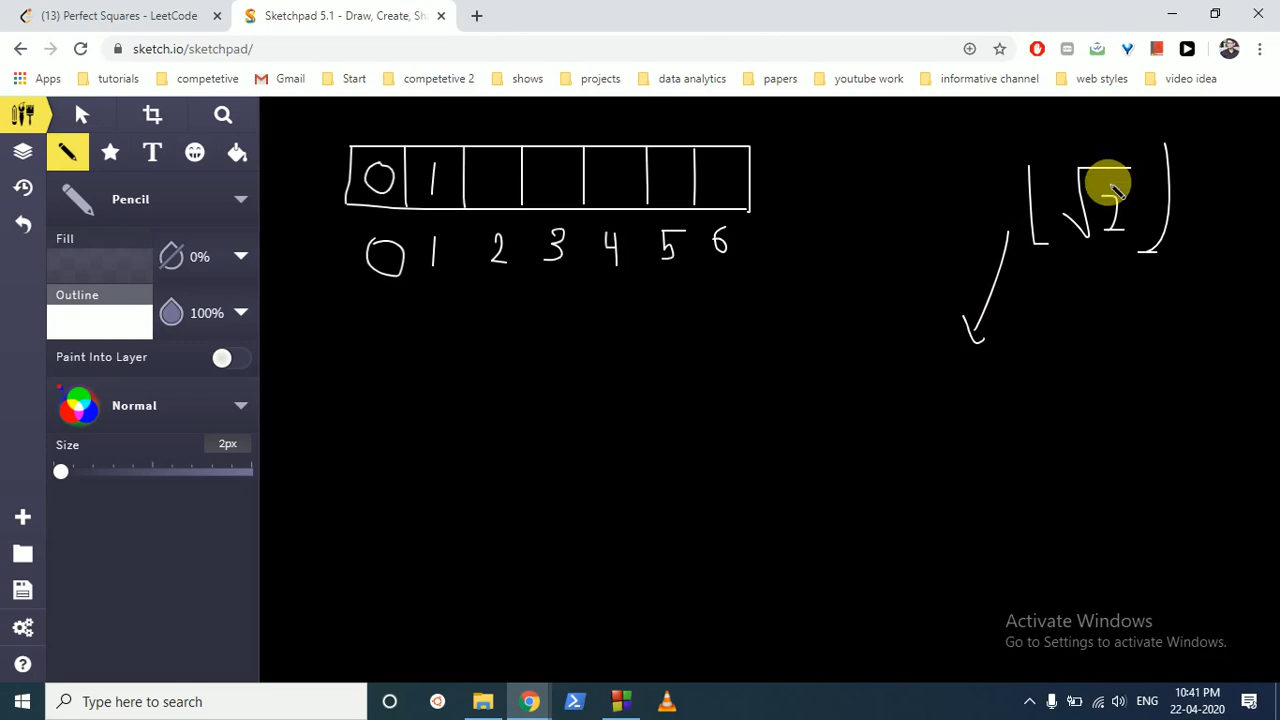 (13) Perfect Squares - LeetCode
Sketchpad 5.1 - Draw, Create, Sh
sketch.io/sketchpad/
Apps tutorials competetive Gmail Start competetive 2 shows projects data analytics papers youtube work informative channel web styles video idea
0 1
0 1 2 3 4 5 6
⌊√2⌋
Pencil
Fill
0%
Outline
100%
Paint Into Layer
Normal
Size
2px
Activate Windows
Go to Settings to activate Windows.
Type here to search
ENG
10:41 PM
22-04-2020